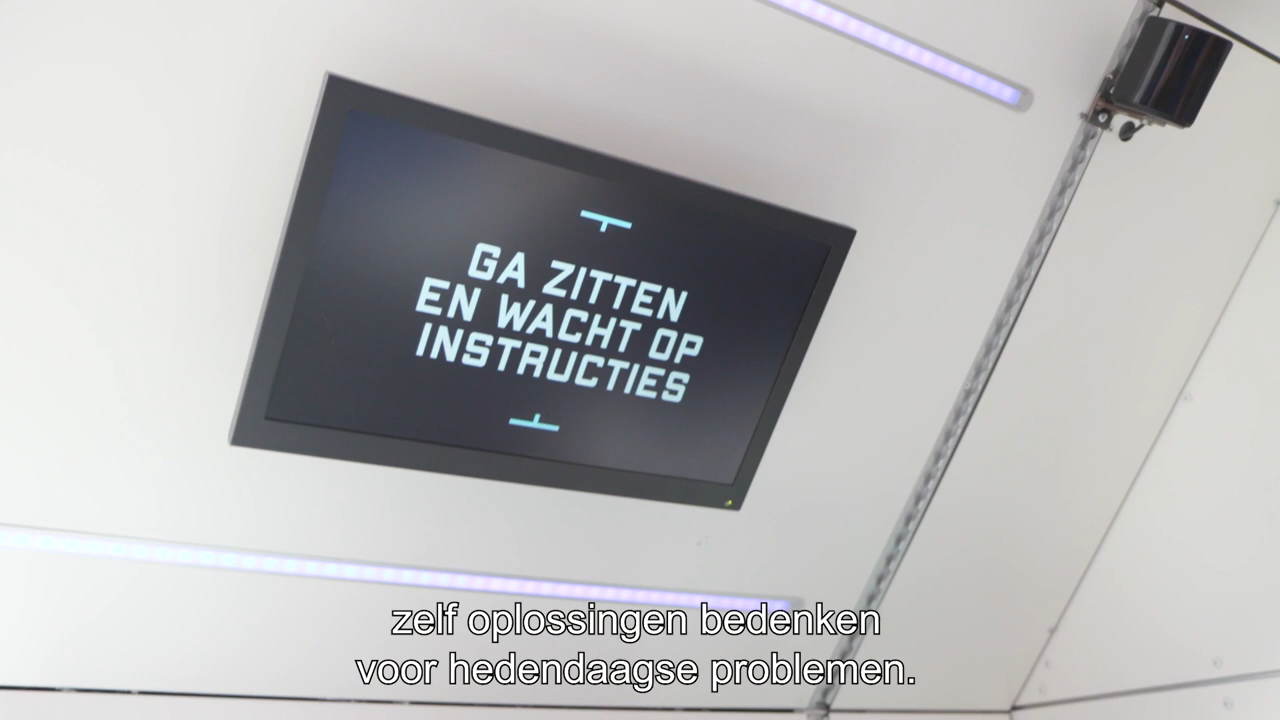 GA ZITTEN
EN WACHT OP
INSTRUCTIES
zelf oplossingen bedenken
voor hedendaagse problemen.